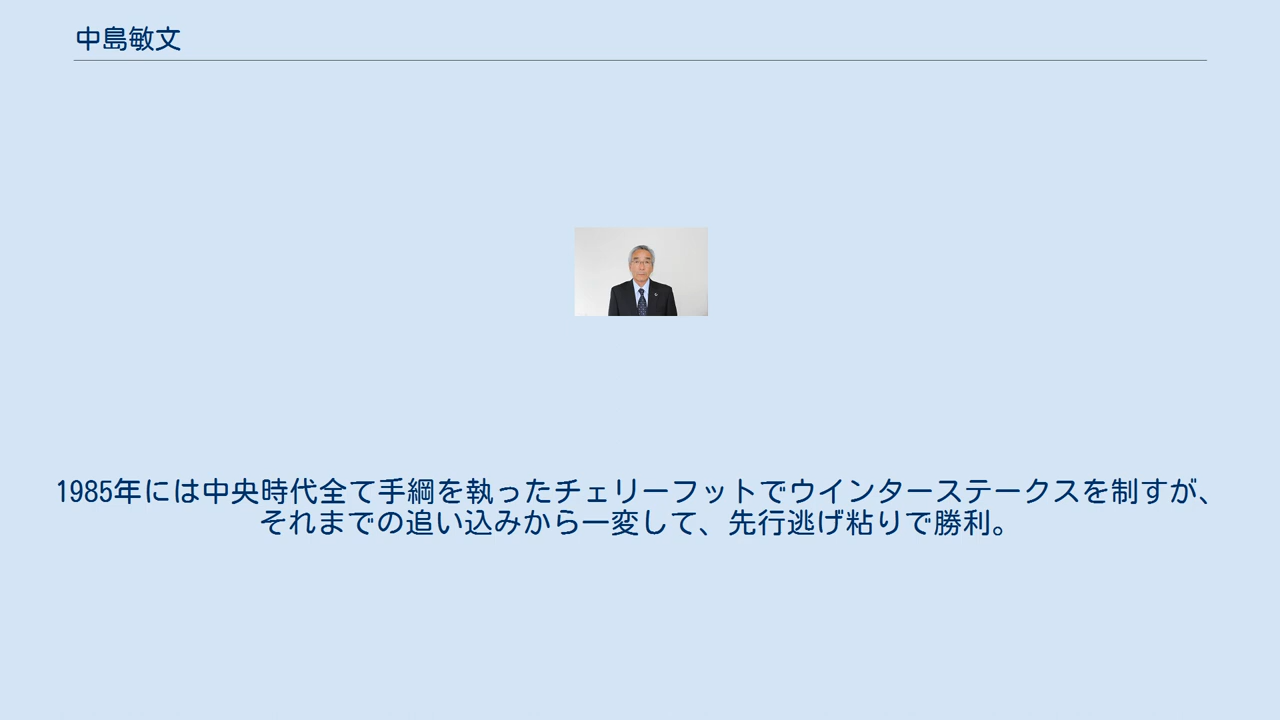 中島敏文
1985年には中央時代全て手綱を執ったチェリーフットでウインターステークスを制すが、
それまでの追い込みから一変して、先行逃げ粘りで勝利。